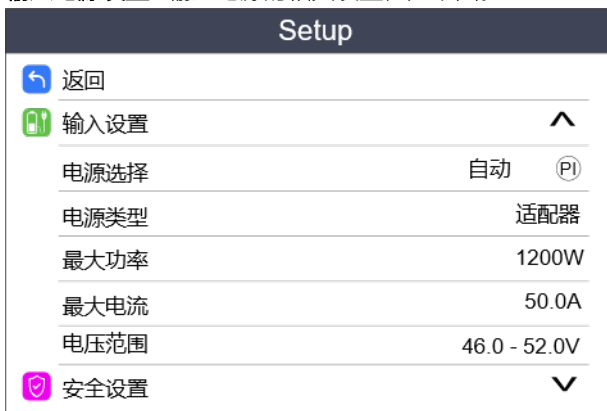 Setup
返回
输入设置
电源选择 自动 PI
电源类型 适配器
最大功率 1200W
最大电流 50.0A
电压范围 46.0 - 52.0V
安全设置